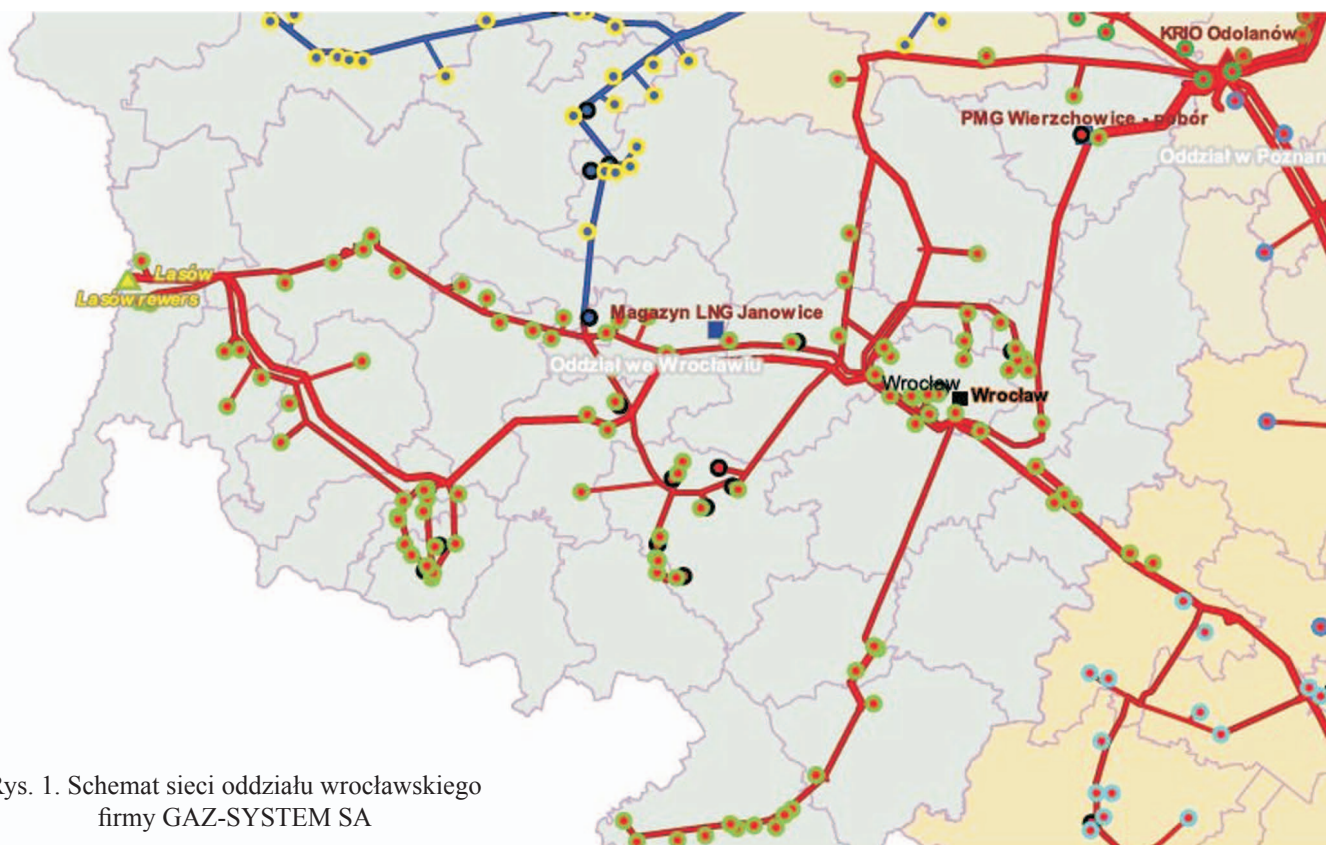 KRIO Odolanów
PMG Wierzchowice - pobór
Oddział w Poznan
Lasów
Lasów rewers
Magazyn LNG Janowice
Oddział we Wrocławiu
Wrocław
Wrocław
Rys. 1. Schemat sieci oddziału wrocławskiego
firmy GAZ-SYSTEM SA